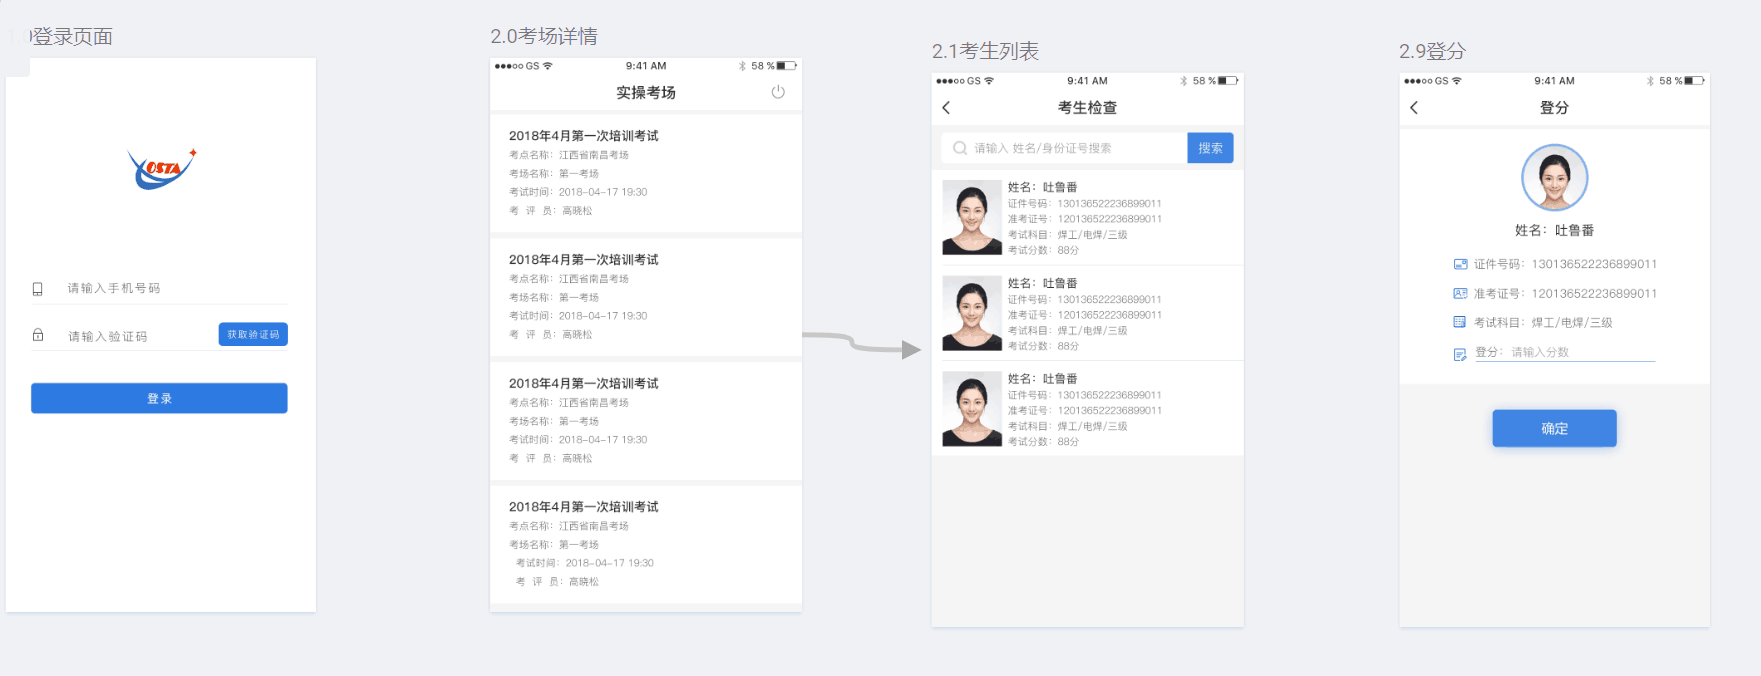 1.0登录页面
OSTA
请输入手机号码
请输入验证码
获取验证码
登录
2.0考场详情
GS
9:41 AM
58 %
实操考场
2018年4月第一次培训考试
考点名称：江西省南昌考场
考场名称：第一考场
考试时间：2018-04-17 19:30
考 评 员：高晓松
2018年4月第一次培训考试
考点名称：江西省南昌考场
考场名称：第一考场
考试时间：2018-04-17 19:30
考 评 员：高晓松
2018年4月第一次培训考试
考点名称：江西省南昌考场
考场名称：第一考场
考试时间：2018-04-17 19:30
考 评 员：高晓松
2018年4月第一次培训考试
考点名称：江西省南昌考场
考场名称：第一考场
考试时间：2018-04-17 19:30
考 评 员：高晓松
2.1考生列表
GS
9:41 AM
58 %
考生检查
请输入 姓名/身份证号搜索
搜索
姓名：吐鲁番
证件号码：130136522236899011
准考证号：120136522236899011
考试科目：焊工/电焊/三级
考试分数：88分
姓名：吐鲁番
证件号码：130136522236899011
准考证号：120136522236899011
考试科目：焊工/电焊/三级
考试分数：88分
姓名：吐鲁番
证件号码：130136522236899011
准考证号：120136522236899011
考试科目：焊工/电焊/三级
考试分数：88分
2.9登分
GS
9:41 AM
58 %
登分
姓名：吐鲁番
证件号码：130136522236899011
准考证号：120136522236899011
考试科目：焊工/电焊/三级
登分：请输入分数
确定